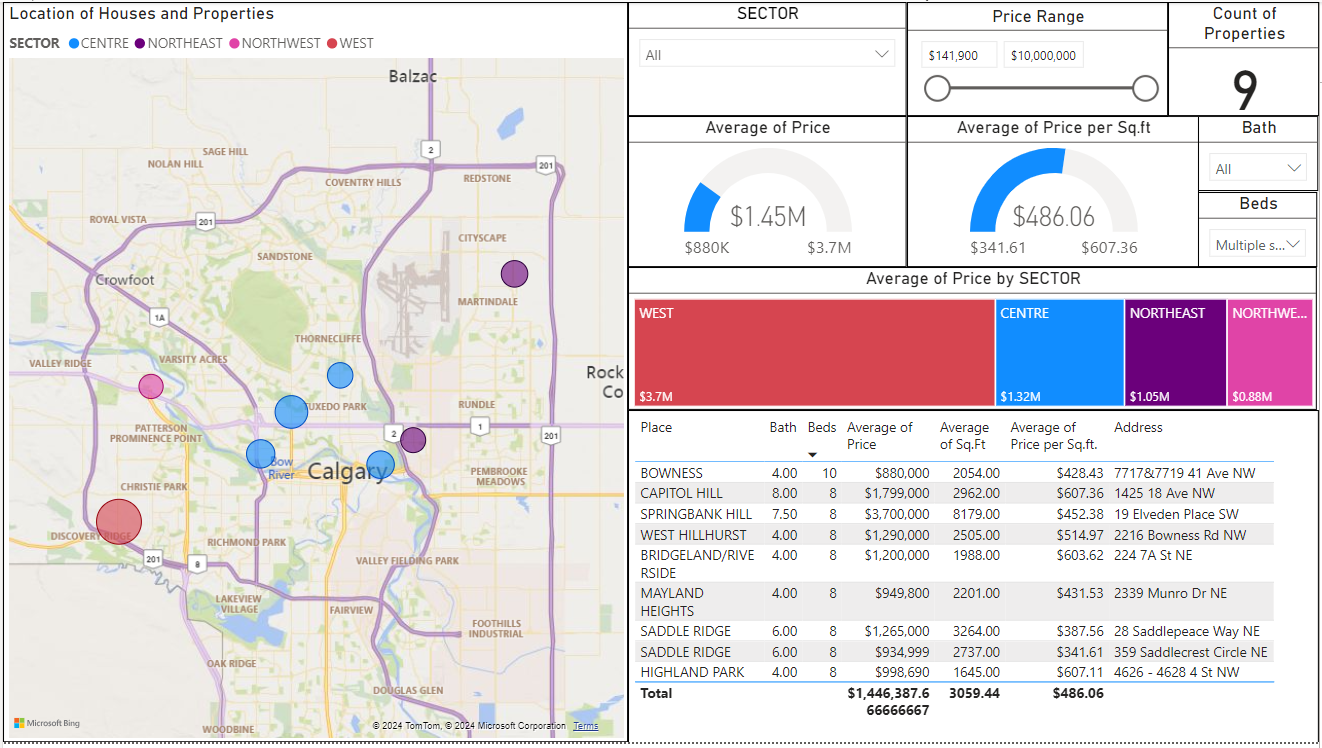 Location of Houses and Properties
SECTOR CENTRE NORTHEAST NORTHWEST WEST
Balzac
2
SAGE HILL
NOLAN HILL
201
COVENTRY HILLS
REDSTONE
ROYAL VISTA
201
CITYSCAPE
SANDSTONE
Crowfoot
MARTINDALE
1A
THORNCLIFFE
VARSITY ACRES
VALLEY RIDGE
Rock
Co
TUXEDO PARK
RUNDLE
PATTERSON
PROMINENCE POINT
2
1
201
Bow
River
Calgary
PEMBROOKE
MEADOWS
CHRISTIE PARK
DISCOVERY RIDGE
RICHMOND PARK
201
8
VALLEY FIELDING PARK
LAKEVIEW
VILLAGE
FAIRVIEW
FOOTHILLS
INDUSTRIAL
OAK RIDGE
DOUGLAS GLEN
WOODBINE
Microsoft Bing
© 2024 TomTom, © 2024 Microsoft Corporation Terms
SECTOR
All
Price Range
$141,900 $10,000,000
Count of
Properties
9
Average of Price
$1.45M
$880K $3.7M
Average of Price per Sq.ft
$486.06
$341.61 $607.36
Bath
All
Beds
Multiple s...
Average of Price by SECTOR
WEST CENTRE NORTHEAST NORTHWE...
$3.7M $1.32M $1.05M $0.88M
Place Bath Beds Average of Price Average of Sq.Ft Average of Price per Sq.ft. Address
BOWNESS 4.00 10 $880,000 2054.00 $428.43 7717&7719 41 Ave NW
CAPITOL HILL 8.00 8 $1,799,000 2962.00 $607.36 1425 18 Ave NW
SPRINGBANK HILL 7.50 8 $3,700,000 8179.00 $452.38 19 Elveden Place SW
WEST HILLHURST 4.00 8 $1,290,000 2505.00 $514.97 2216 Bowness Rd NW
BRIDGELAND/RIVE 4.00 8 $1,200,000 1988.00 $603.62 224 7A St NE
RSIDE
MAYLAND 4.00 8 $949,800 2201.00 $431.53 2339 Munro Dr NE
HEIGHTS
SADDLE RIDGE 6.00 8 $1,265,000 3264.00 $387.56 28 Saddlepeace Way NE
SADDLE RIDGE 6.00 8 $934,999 2737.00 $341.61 359 Saddlecrest Circle NE
HIGHLAND PARK 4.00 8 $998,690 1645.00 $607.11 4626 - 4628 4 St NW
Total $1,446,387.6 3059.44 $486.06
66666667